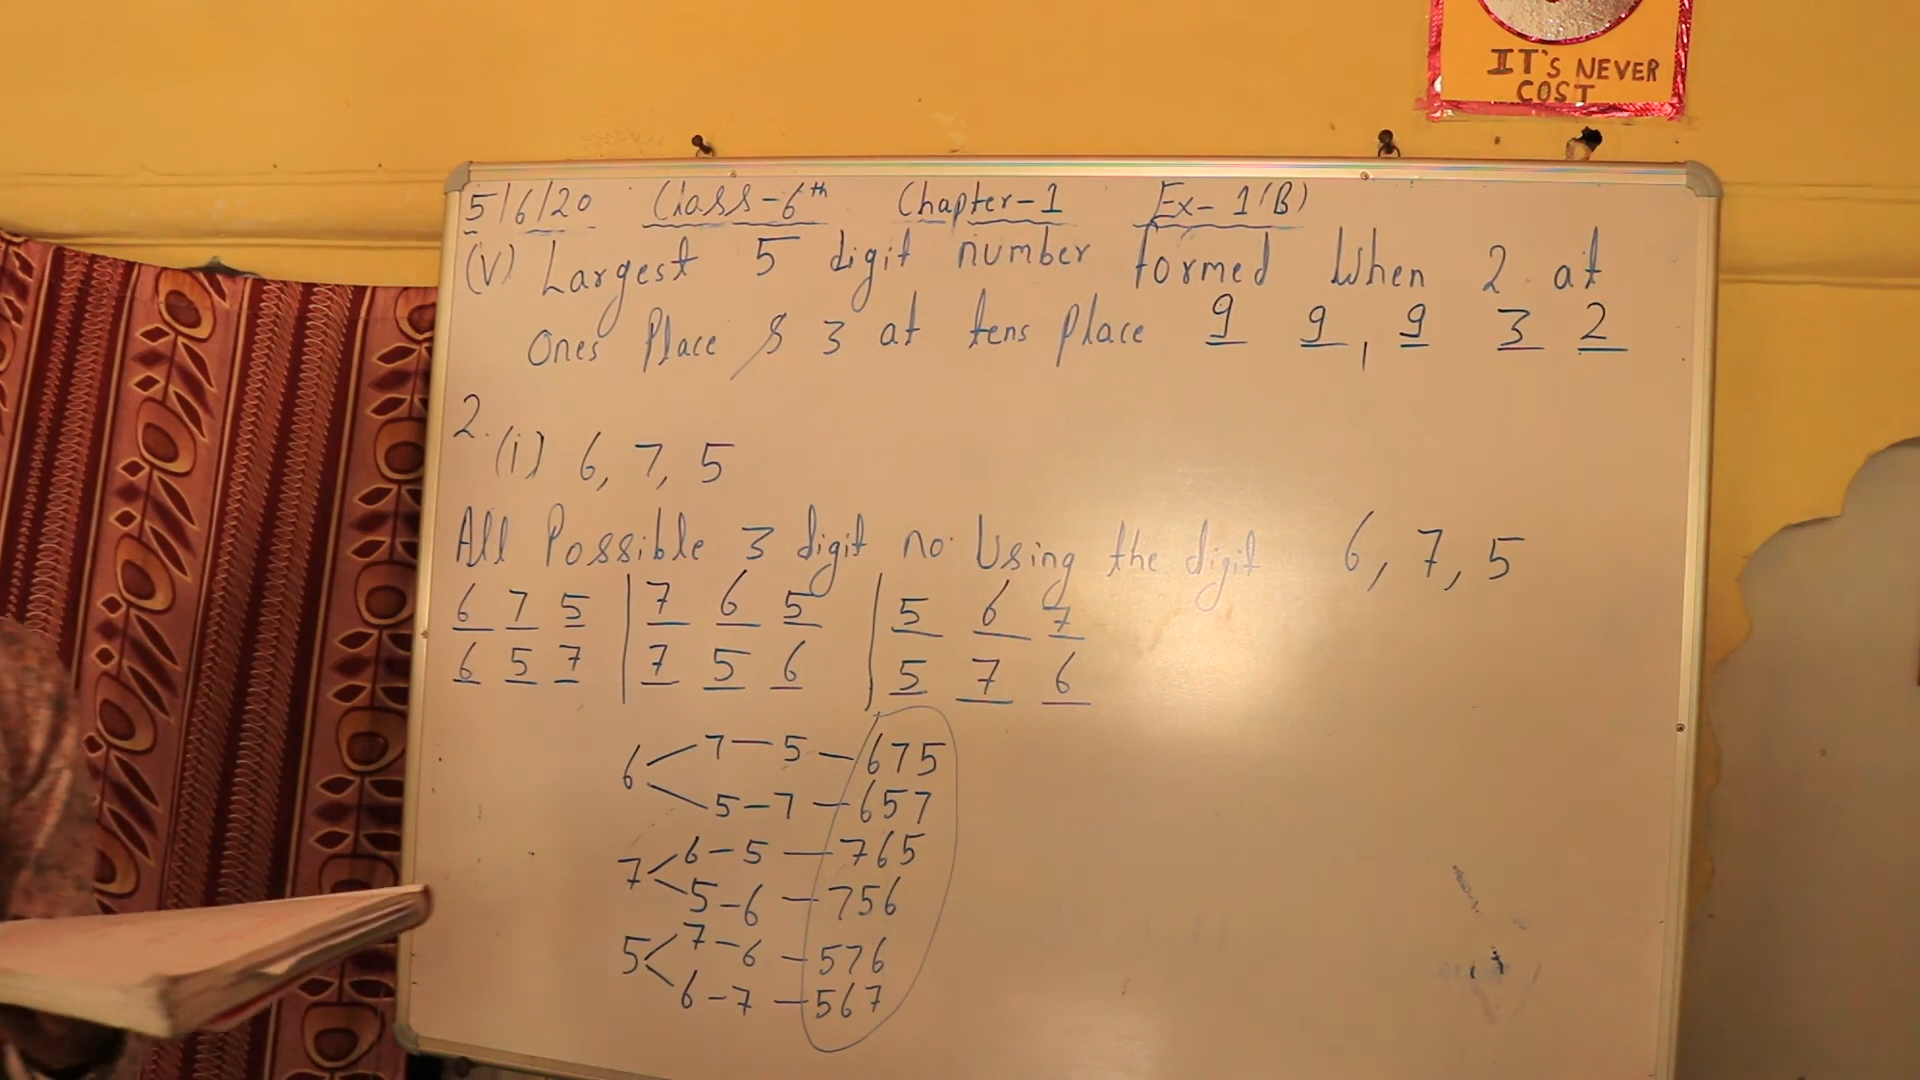 IT'S NEVER
COST
5/6/20 Class-6th Chapter-1 Ex-1(B)
(V) Largest 5 digit number formed When 2 at
Ones Place & 3 at tens place 9 9, 9 3 2
2.
(i) 6, 7, 5
All Possible 3 digit no. Using the digit 6, 7, 5
6 7 5 | 7 6 5 | 5 6 7
6 5 7 | 7 5 6 | 5 7 6
6 < 7 - 5 - 675
5 - 7 - 657
7 < 6 - 5 - 765
5 - 6 - 756
5 < 7 - 6 - 576
6 - 7 - 567